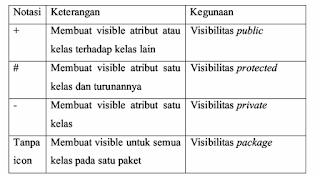 Notasi Keterangan Kegunaan
+ Membuat visible atribut atau Visibilitas public
kelas terhadap kelas lain
# Membuat visible atribut satu Visibilitas protected
kelas dan turunannya
- Membuat visible atribut satu Visibilitas private
kelas
Tanpa Membuat visible untuk semua Visibilitas package
icon kelas pada satu paket